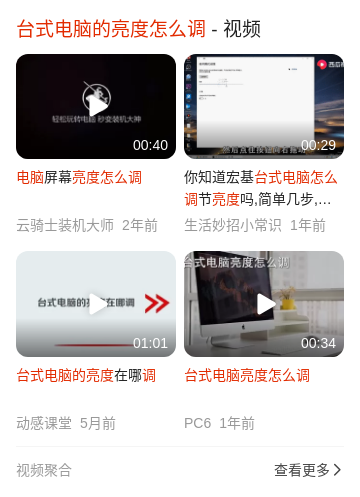 台式电脑的亮度怎么调 - 视频
轻松玩转电脑 秒变装机大神
00:40
西后
然后点住按钮向右拖动
00:29
电脑屏幕亮度怎么调
你知道宏基台式电脑怎么
调节亮度吗,简单几步,...
云骑士装机大师 2年前
生活妙招小常识 1年前
台式电脑的亮度在哪调
01:01
台式电脑亮度怎么调
00:34
台式电脑的亮度在哪调
台式电脑亮度怎么调
动感课堂 5月前
PC6 1年前
视频聚合
查看更多